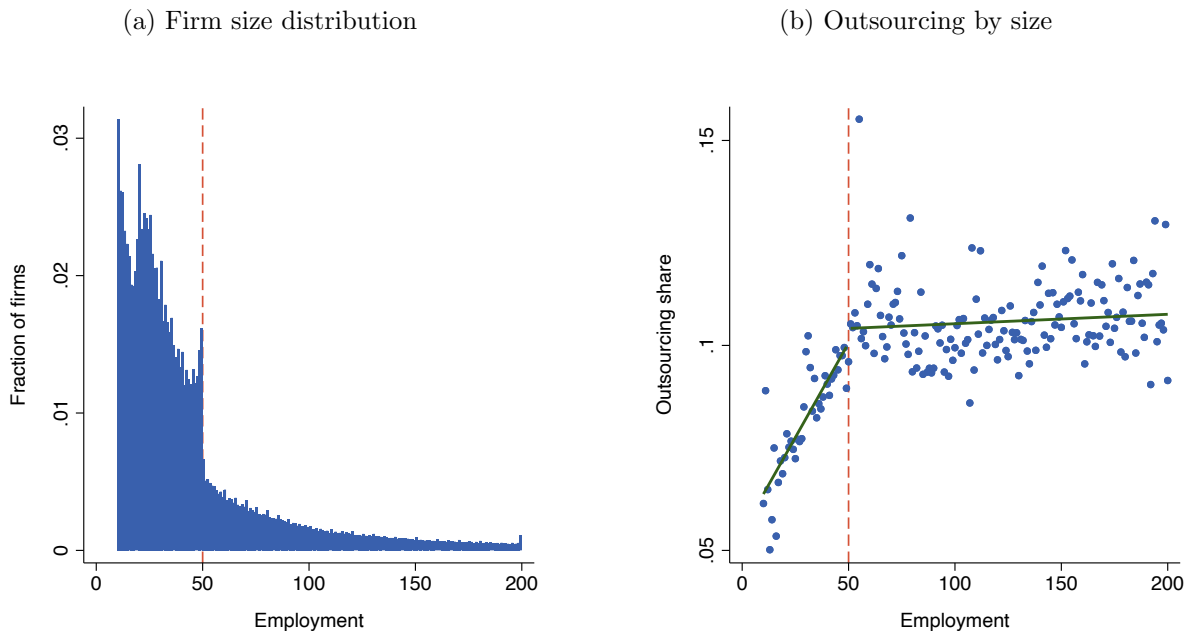 (a) Firm size distribution
(b) Outsourcing by size
.03
.02
.01
0
Fraction of firms
0 50 100 150 200
Employment
.15
.1
.05
Outsourcing share
0 50 100 150 200
Employment